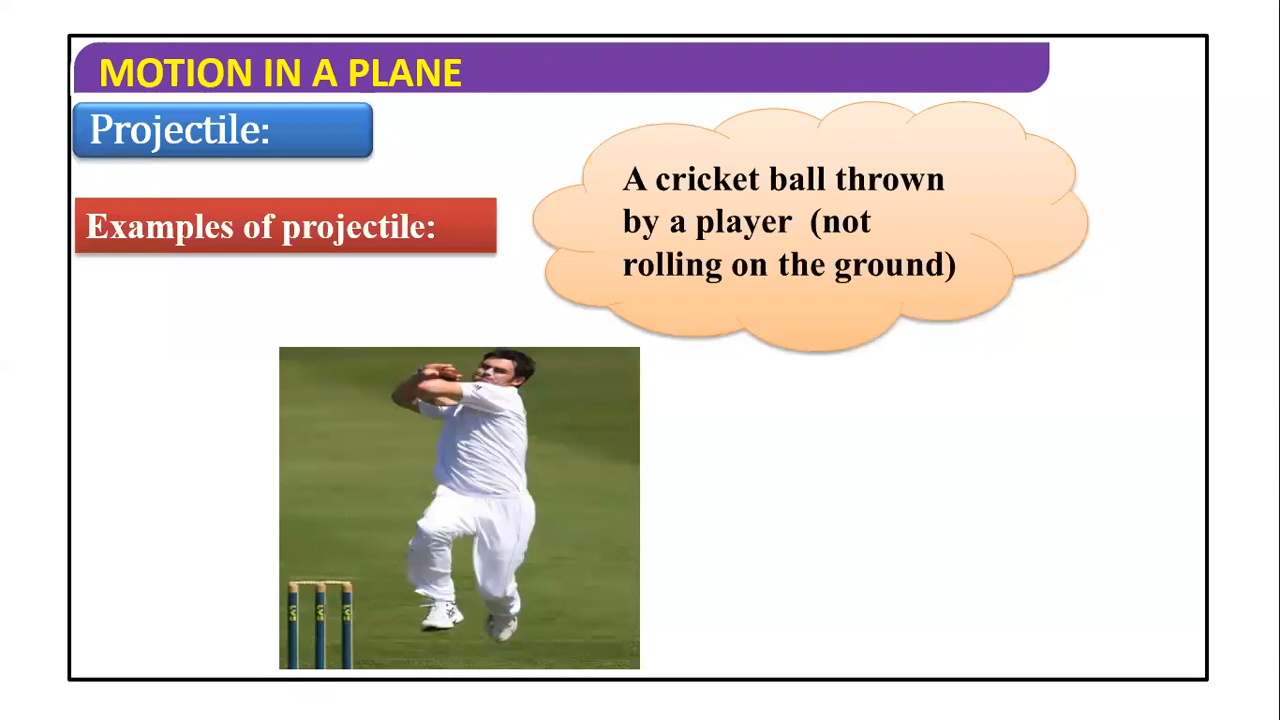 MOTION IN A PLANE
Projectile:
Examples of projectile:
A cricket ball thrown
by a player (not
rolling on the ground)